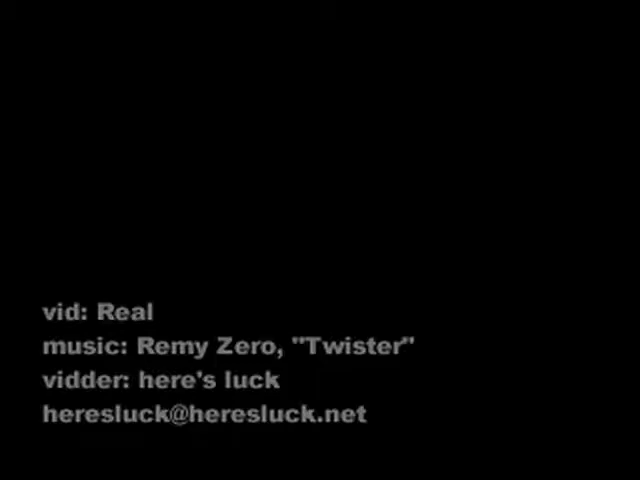 vid: Real
music: Remy Zero, "Twister"
vidder: here's luck
heresluck@heresluck.net